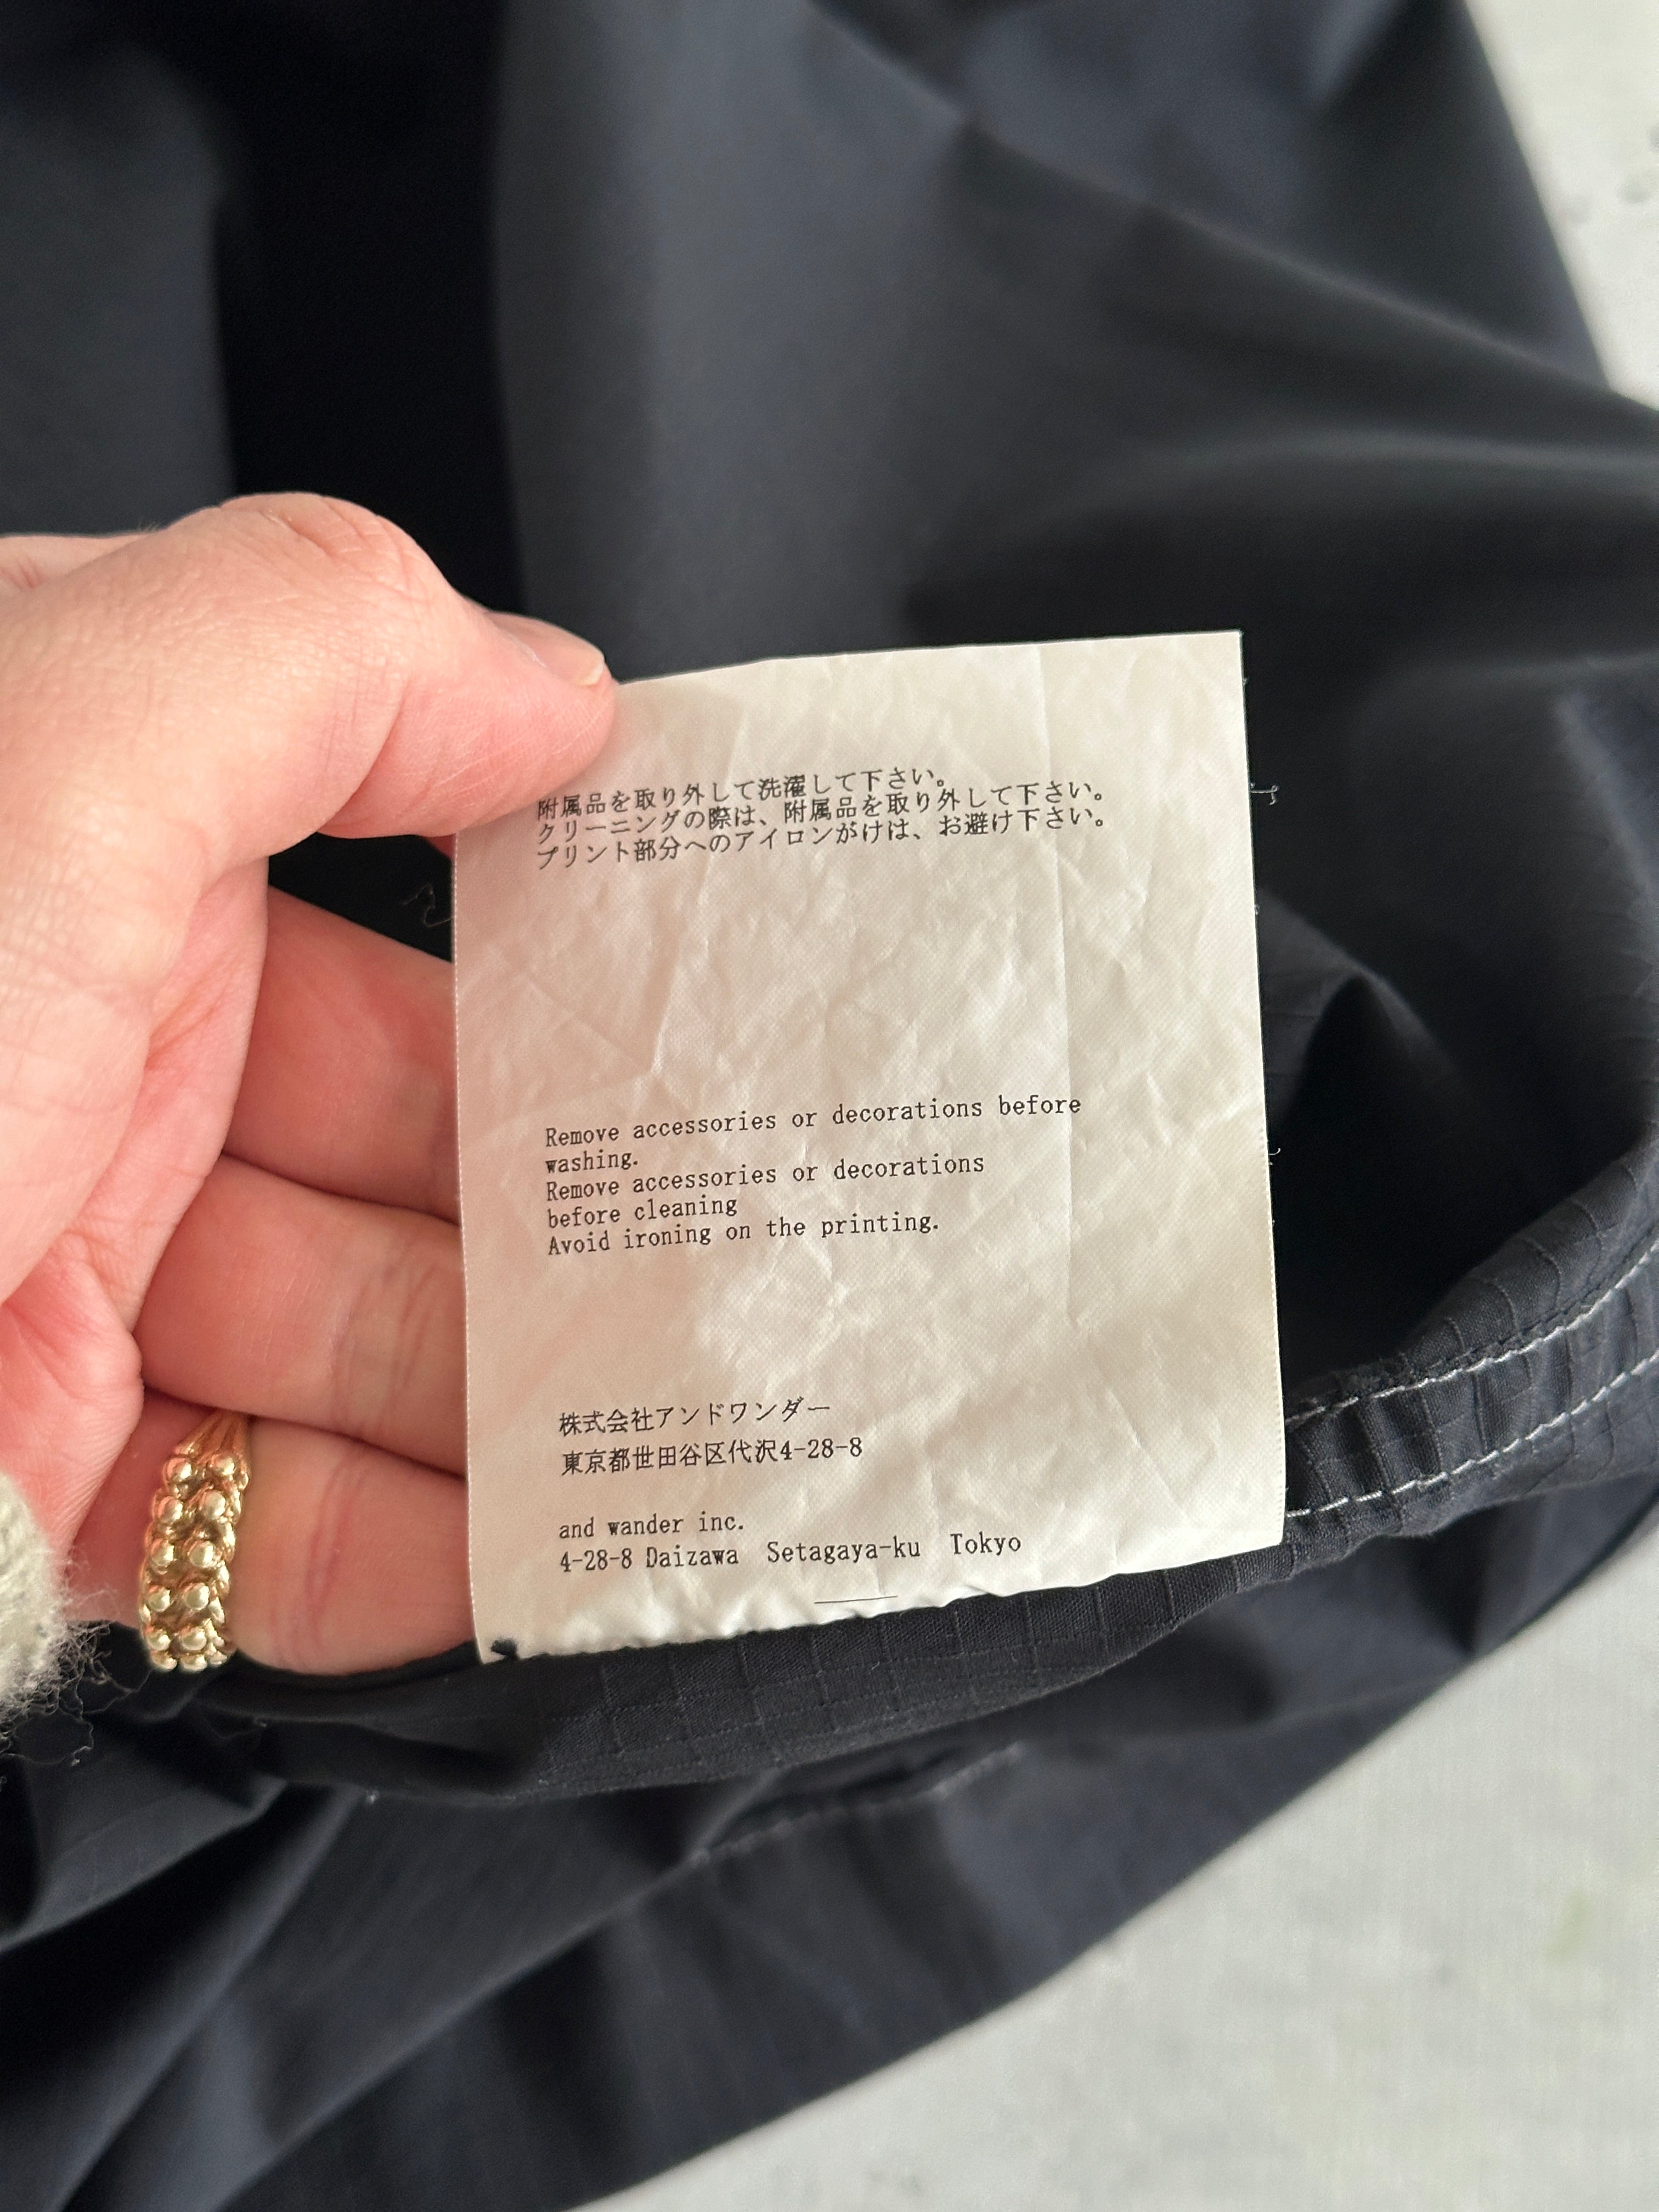 附属品を取り外して洗濯して下さい。
クリーニングの際は、附属品を取り外して下さい。
プリント部分へのアイロンがけは、お避け下さい。
Remove accessories or decorations before
washing.
Remove accessories or decorations
before cleaning
Avoid ironing on the printing.
株式会社アンドワンダー
東京都世田谷区代沢4-28-8
and wander inc.
4-28-8 Daizawa Setagaya-ku Tokyo